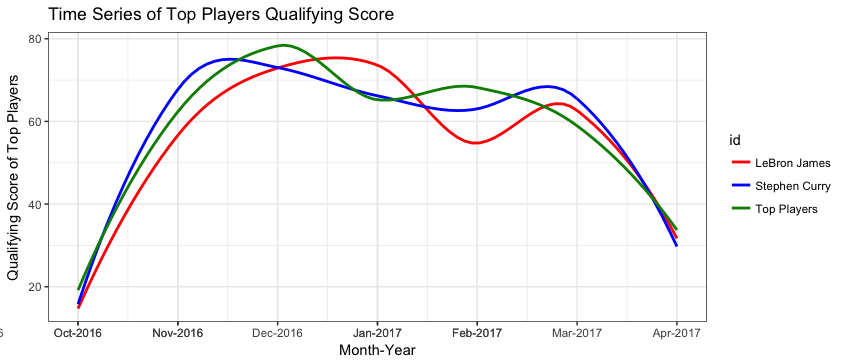 Time Series of Top Players Qualifying Score
Qualifying Score of Top Players
80
60
40
20
6
Oct-2016 Nov-2016 Dec-2016 Jan-2017 Feb-2017 Mar-2017 Apr-2017
Month-Year
id
LeBron James
Stephen Curry
Top Players